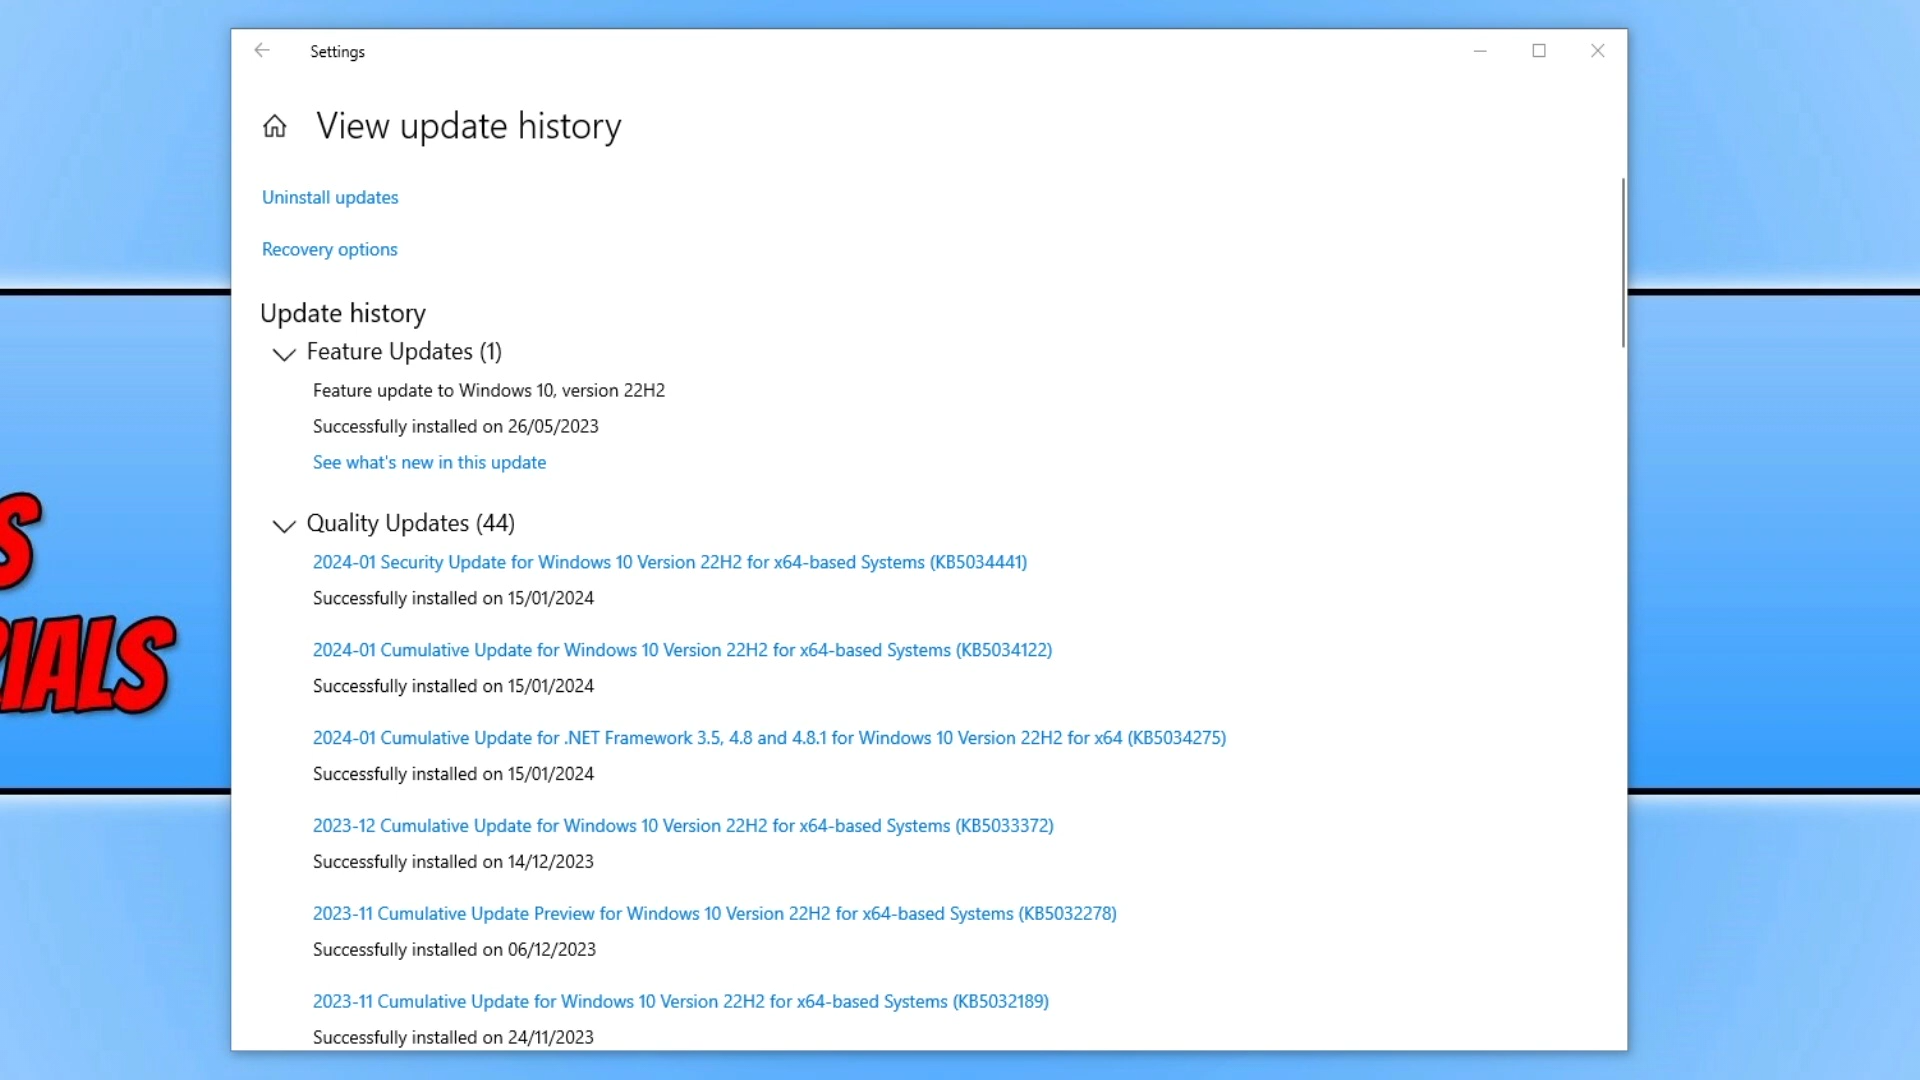 Settings
View update history
Uninstall updates
Recovery options
Update history
Feature Updates (1)
Feature update to Windows 10, version 22H2
Successfully installed on 26/05/2023
See what's new in this update
Quality Updates (44)
2024-01 Security Update for Windows 10 Version 22H2 for x64-based Systems (KB5034441)
Successfully installed on 15/01/2024
2024-01 Cumulative Update for Windows 10 Version 22H2 for x64-based Systems (KB5034122)
Successfully installed on 15/01/2024
2024-01 Cumulative Update for .NET Framework 3.5, 4.8 and 4.8.1 for Windows 10 Version 22H2 for x64 (KB5034275)
Successfully installed on 15/01/2024
2023-12 Cumulative Update for Windows 10 Version 22H2 for x64-based Systems (KB5033372)
Successfully installed on 14/12/2023
2023-11 Cumulative Update Preview for Windows 10 Version 22H2 for x64-based Systems (KB5032278)
Successfully installed on 06/12/2023
2023-11 Cumulative Update for Windows 10 Version 22H2 for x64-based Systems (KB5032189)
Successfully installed on 24/11/2023
S
IALS